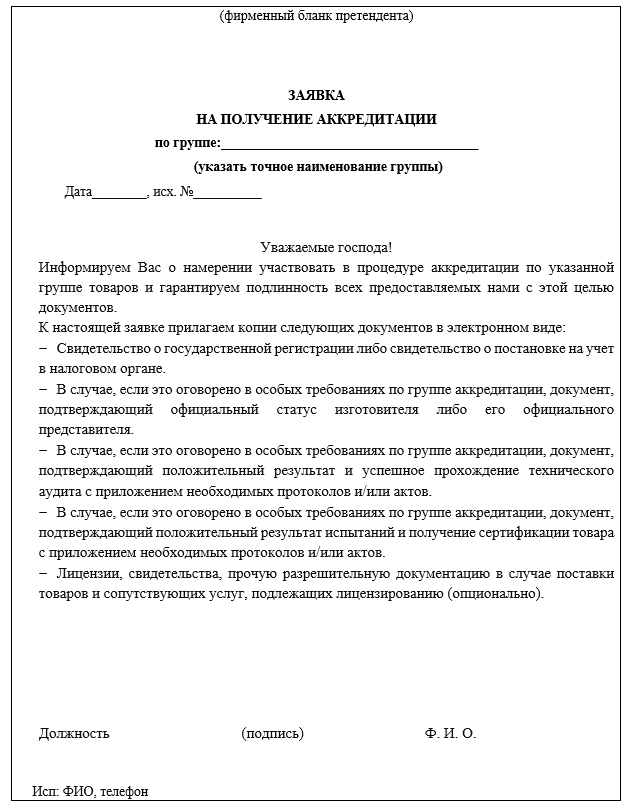 (фирменный бланк претендента)
ЗАЯВКА
НА ПОЛУЧЕНИЕ АККРЕДИТАЦИИ
по группе:_____________________________________
(указать точное наименование группы)
Дата________, исх. №__________
Уважаемые господа!
Информируем Вас о намерении участвовать в процедуре аккредитации по указанной
группе товаров и гарантируем подлинность всех предоставляемых нами с этой целью
документов.
К настоящей заявке прилагаем копии следующих документов в электронном виде:
– Свидетельство о государственной регистрации либо свидетельство о постановке на учет
в налоговом органе.
– В случае, если это оговорено в особых требованиях по группе аккредитации, документ,
подтверждающий официальный статус изготовителя либо его официального
представителя.
– В случае, если это оговорено в особых требованиях по группе аккредитации, документ,
подтверждающий положительный результат и успешное прохождение технического
аудита с приложением необходимых протоколов и/или актов.
– В случае, если это оговорено в особых требованиях по группе аккредитации, документ,
подтверждающий положительный результат испытаний и получение сертификации товара
с приложением необходимых протоколов и/или актов.
– Лицензии, свидетельства, прочую разрешительную документацию в случае поставки
товаров и сопутствующих услуг, подлежащих лицензированию (опционально).
Должность (подпись) Ф. И. О.
Исп: ФИО, телефон